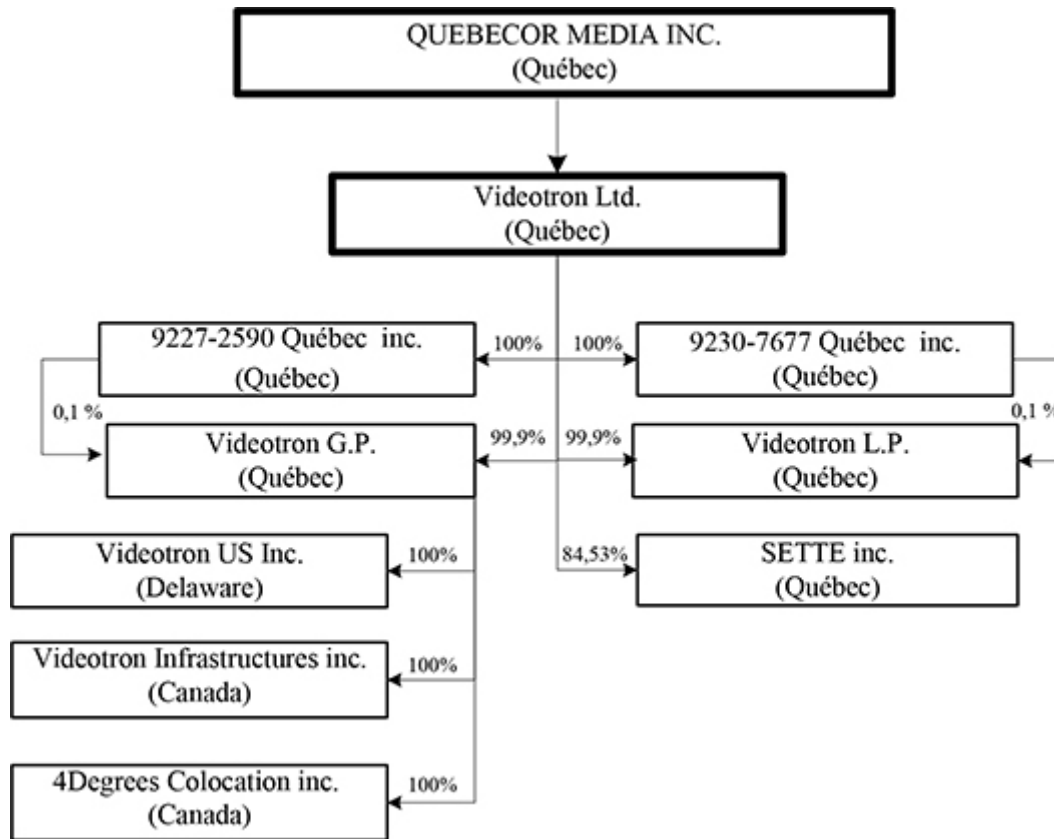 QUEBECOR MEDIA INC.
(Québec)
Videotron Ltd.
(Québec)
9227-2590 Québec inc.
(Québec)
100%
100%
9230-7677 Québec inc.
(Québec)
0,1 %
0,1 %
Videotron G.P.
(Québec)
99,9%
99,9%
Videotron L.P.
(Québec)
Videotron US Inc.
(Delaware)
100%
84,53%
SETTE inc.
(Québec)
Videotron Infrastructures inc.
(Canada)
100%
4Degrees Colocation inc.
(Canada)
100%